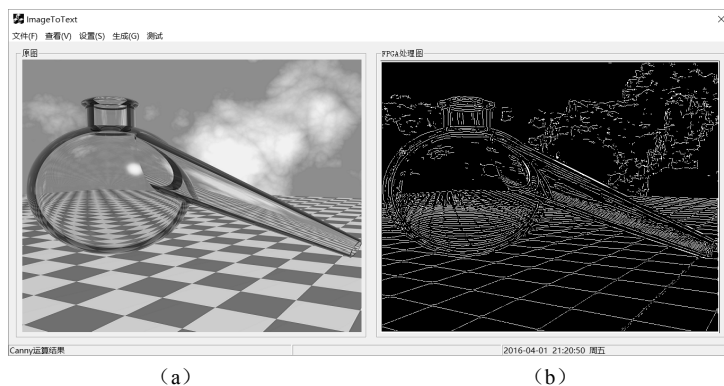 ImageToText
文件(F) 查看(V) 设置(S) 生成(G) 测试
原图
FPGA处理图
Canny运算结果
2016-04-01 21:20:50 周五
(a)
(b)